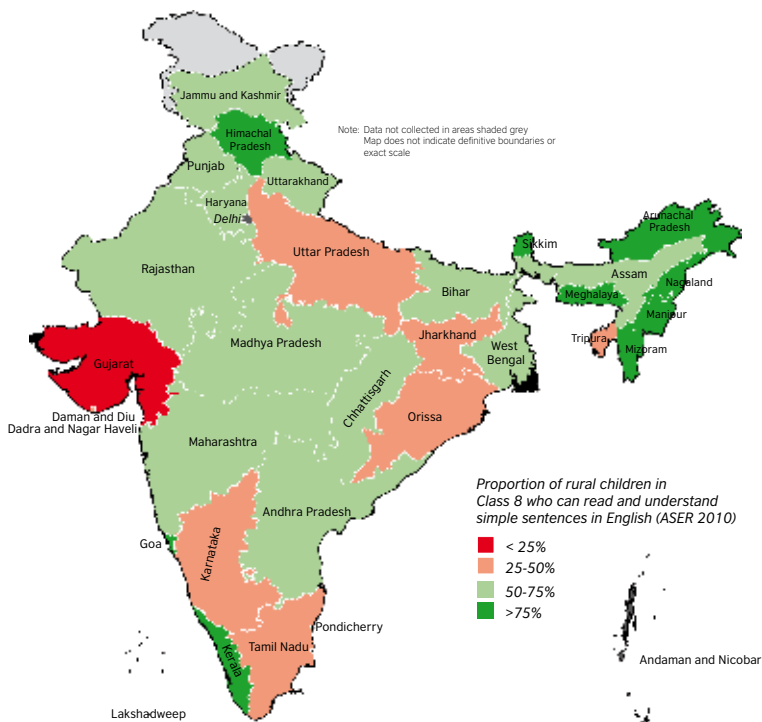 Jammu and Kashmir
Note: Data not collected in areas shaded grey
Map does not indicate definitive boundaries or
exact scale
Himachal
Pradesh
Punjab
Uttarakhand
Haryana
Delhi
Arunachal
Pradesh
Sikkim
Uttar Pradesh
Rajasthan
Assam
Nagaland
Bihar
Meghalaya
Manipur
Jharkhand
Tripura
Madhya Pradesh
West
Bengal
Mizoram
Gujarat
Chhattisgarh
Daman and Diu
Dadra and Nagar Haveli
Orissa
Maharashtra
Proportion of rural children in
Class 8 who can read and understand
simple sentences in English (ASER 2010)
Andhra Pradesh
Goa
Karnataka
< 25%
25-50%
50-75%
>75%
Pondicherry
Kerala
Tamil Nadu
Andaman and Nicobar
Lakshadweep